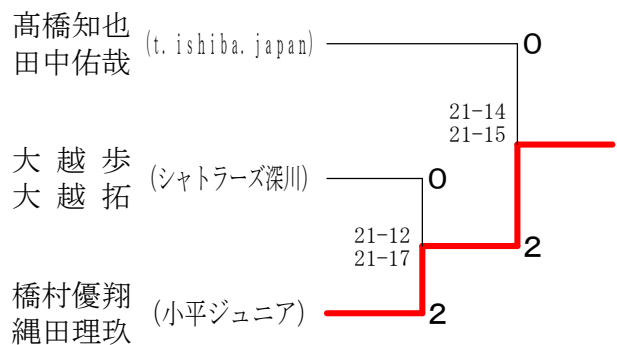 髙橋知也
田中佑哉
(t.ishiba.japan)
0
21-14
21-15
大越歩
大越拓
(シャトラーズ深川)
0
21-12
21-17
2
橋村優翔
縄田理玖
(小平ジュニア)
2